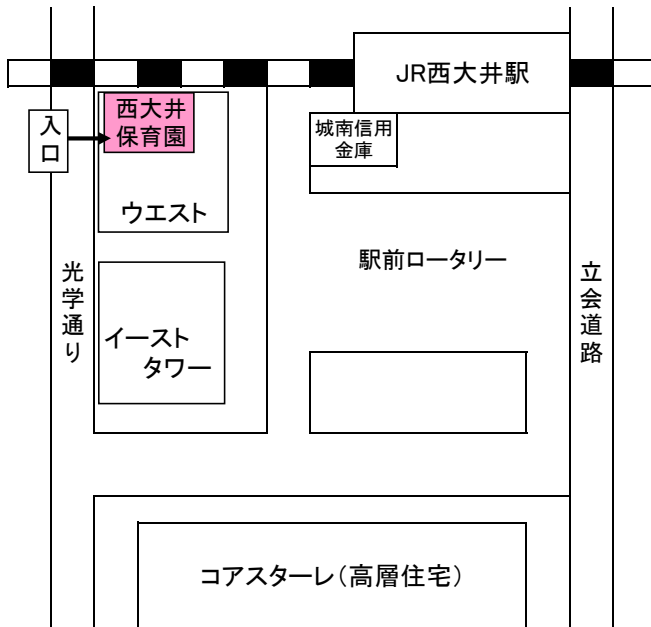 JR西大井駅
西大井
保育園
入口
城南信用
金庫
ウエスト
駅前ロータリー
光学通り
立会道路
イースト
タワー
コアスターレ（高層住宅）